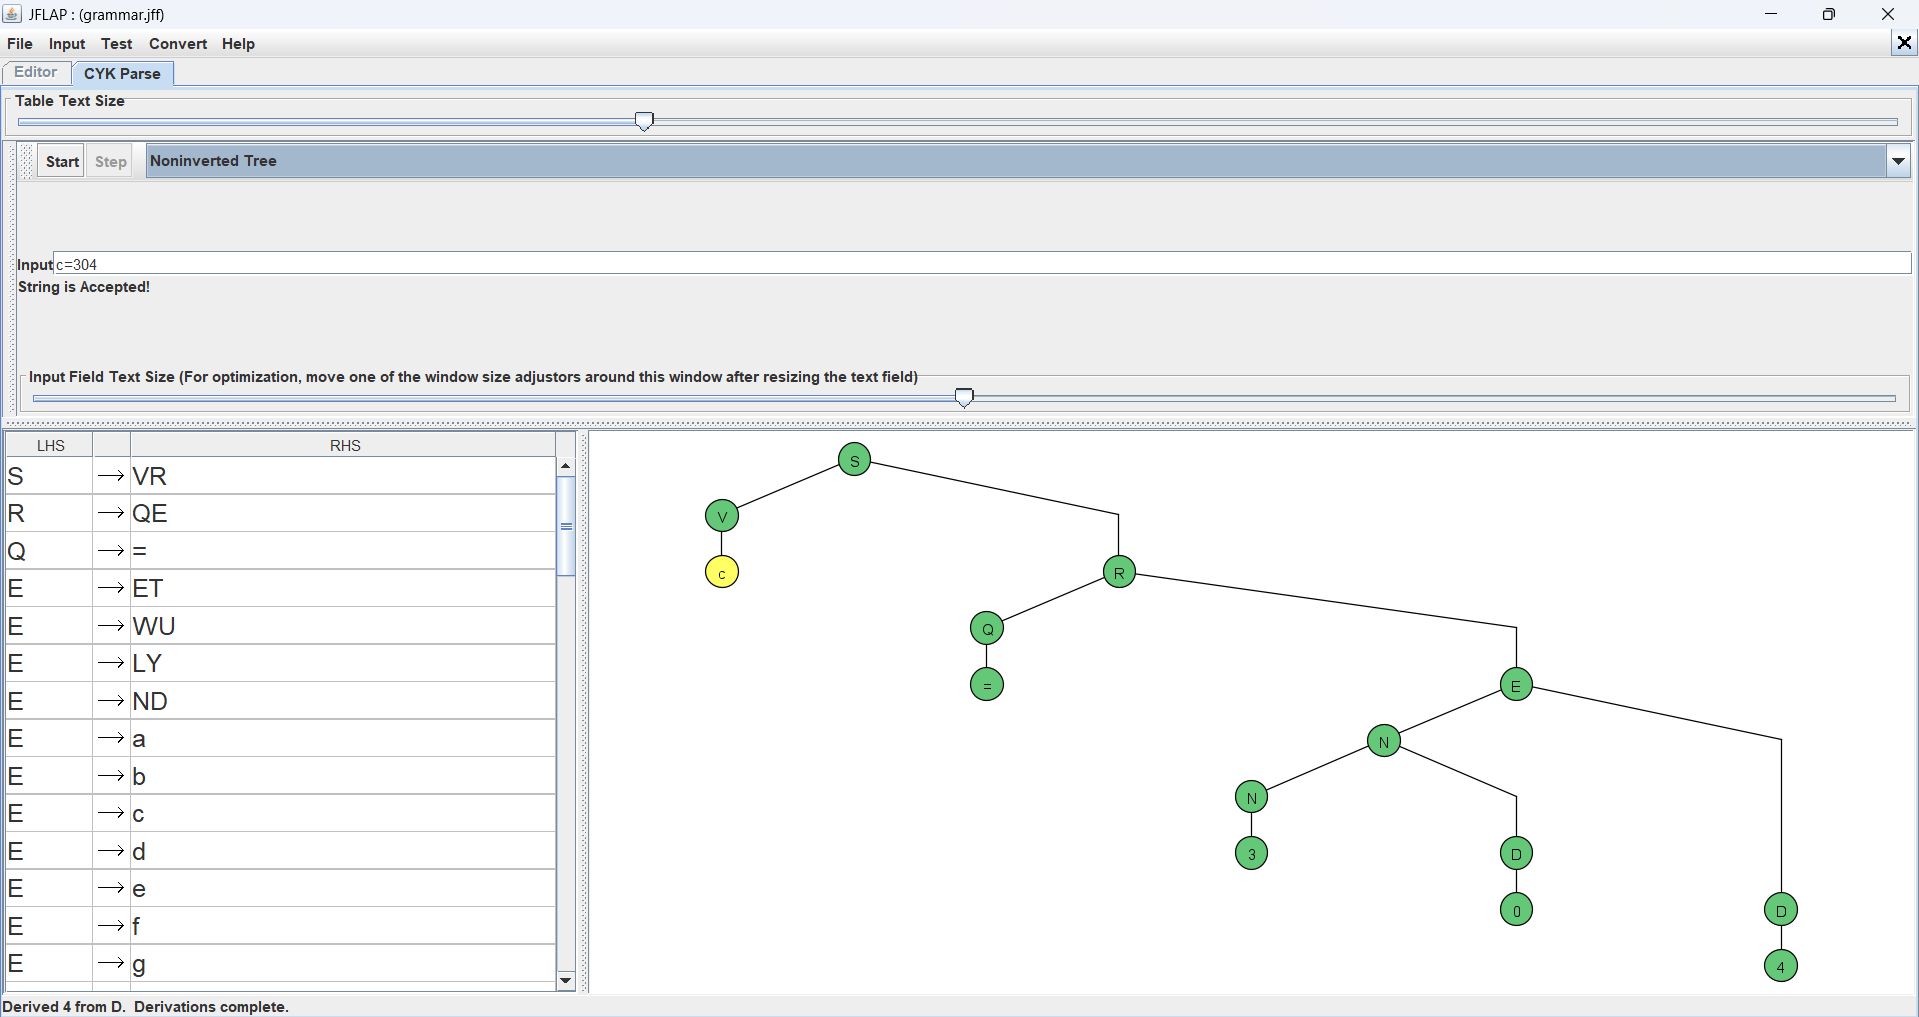 JFLAP : (grammar.jff)
File Input Test Convert Help
Editor CYK Parse
Table Text Size
Start Step Noninverted Tree
Input c=304
String is Accepted!
Input Field Text Size (For optimization, move one of the window size adjustors around this window after resizing the text field)
LHS RHS
S → VR
R → QE
Q → =
E → ET
E → WU
E → LY
E → ND
E → a
E → b
E → c
E → d
E → e
E → f
E → g
S
V
c
R
Q
=
E
N
N
3
D
0
D
4
Derived 4 from D. Derivations complete.